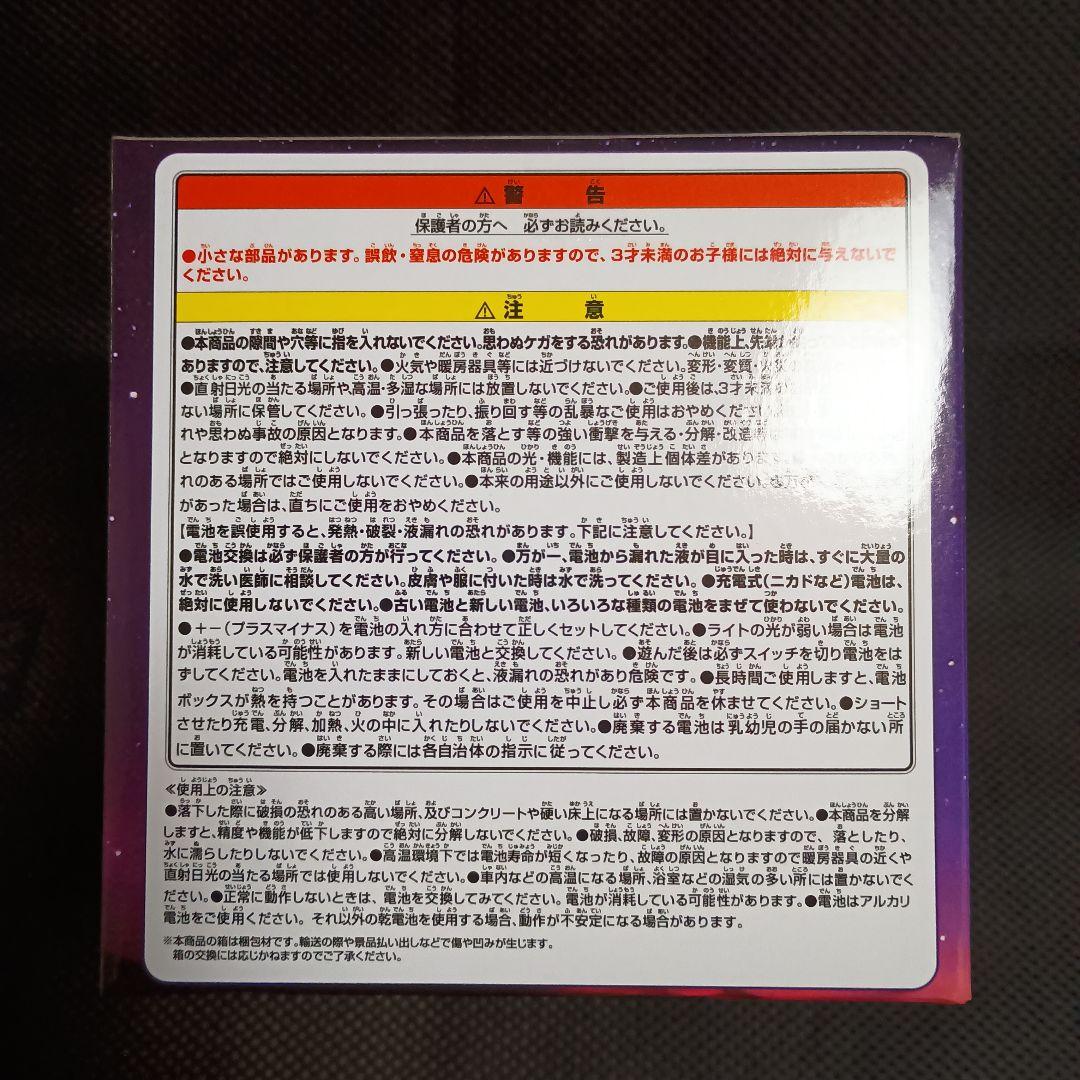 ⚠警告
保護者の方へ 必ずお読みください。
●小さな部品があります。誤飲・窒息の危険がありますので、3才未満のお子様には絶対に与えないで
ください。
⚠注意
●本商品の隙間や穴等に指を入れないでください。思わぬケガをする恐れがあります。●機能上、先
ありますので、注意してください。●火気や暖房器具等には近づけないでください。変形・変質・火災
●直射日光の当たる場所や、高温・多湿な場所には放置しないでください。●ご使用後は、3才未満
ない場所に保管してください。●引っ張ったり、振り回す等の乱暴なご使用はおやめください。
れや思わぬ事故の原因となります。●本商品を落とす等の強い衝撃を与える・分解・改造
となりますので絶対にしないでください。●本商品の光・機能には、製造上個体差があります。
れのある場所ではご使用しないでください。●本来の用途以外にご使用しないでください。
があった場合は、直ちにご使用をおやめください。
【電池を誤使用すると、発熱・破裂・液漏れの恐れがあります。下記に注意してください。】
●電池交換は必ず保護者の方が行ってください。●万が一、電池から漏れた液が目に入った時は、すぐに大量の
水で洗い医師に相談してください。皮膚や服に付いた時は水で洗ってください。●充電式(ニカドなど)電池は、
絶対に使用しないでください。●古い電池と新しい電池、いろいろな種類の電池をまぜて使わないでください。
●+−(プラスマイナス)を電池の入れ方に合わせて正しくセットしてください。●ライトの光が弱い場合は電池
が消耗している可能性があります。新しい電池と交換してください。●遊んだ後は必ずスイッチを切り電池をは
ずしてください。電池を入れたままにしておくと、液漏れの恐れがあり危険です。●長時間ご使用しますと、電池
ボックスが熱を持つことがあります。その場合はご使用を中止し必ず本商品を休ませてください。●ショート
させたり充電、分解、加熱、火の中に入れたりしないでください。●廃棄する電池は乳幼児の手の届かない所
に置いてください。●廃棄する際には各自治体の指示に従ってください。
≪使用上の注意≫
●落下した際に破損の恐れのある高い場所、及びコンクリートや硬い床上になる場所には置かないでください。●本商品を分解
しますと、精度や機能が低下しますので絶対に分解しないでください。●破損、故障、変形の原因となりますので、落としたり、
水に濡らしたりしないでください。●高温環境下では電池寿命が短くなったり、故障の原因となりますので暖房器具の近くや
直射日光の当たる場所では使用しないでください。●車内などの高温になる場所、浴室などの湿気の多い所には置かないでく
ださい。●正常に動作しないときは、電池を交換してみてください。電池が消耗している可能性があります。●電池はアルカリ
電池をご使用ください。それ以外の乾電池を使用する場合、動作が不安定になる場合があります。
※本商品の箱は梱包材です。輸送の際や景品払い出しなどで傷や凹みが生じます。
箱の交換には応じかねますのでご了承ください。